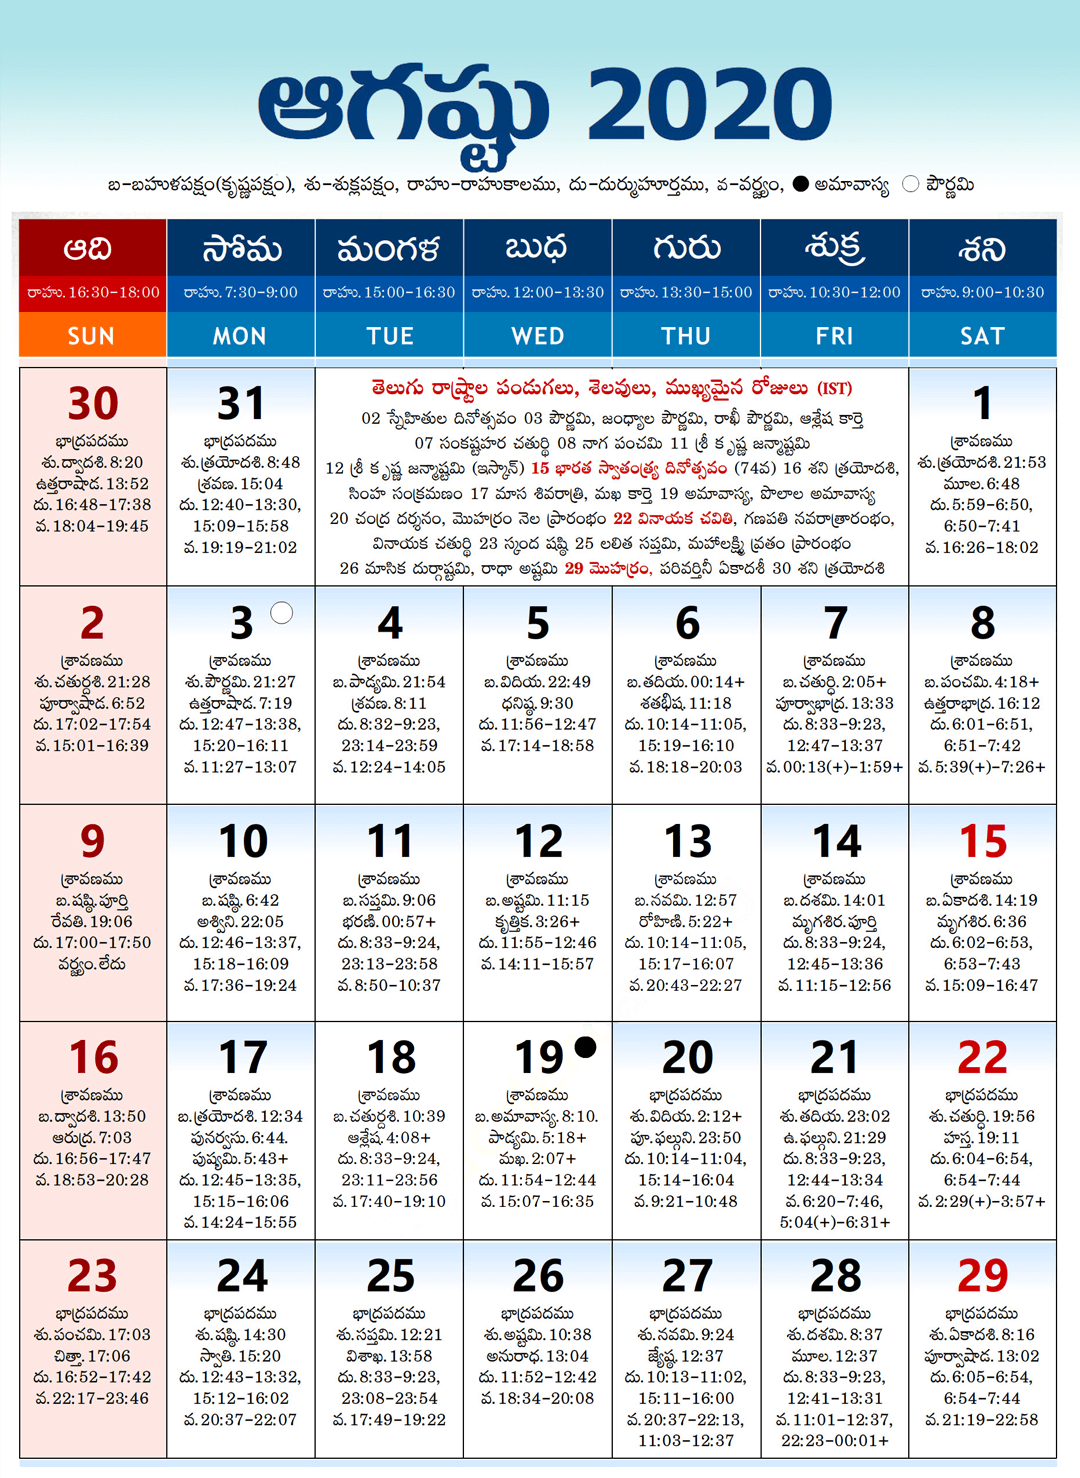 ఆగష్టు 2020
బ-బహుళపక్షం(కృష్ణపక్షం), శు-శుక్లపక్షం, రాహు-రాహుకాలము, దు-దుర్ముహూర్తము, వ-వర్జ్యం, అమావాస్య పౌర్ణమి
ఆది సోమ మంగళ బుధ గురు శుక్ర శని
రాహు.16:30-18:00 రాహు.7:30-9:00 రాహు.15:00-16:30 రాహు.12:00-13:30 రాహు.13:30-15:00 రాహు.10:30-12:00 రాహు.9:00-10:30
SUN MON TUE WED THU FRI SAT
30
భాద్రపదము
శు.ద్వాదశి.8:20
ఉత్తరాషాడ.13:52
దు.16:48-17:38
వ.18:04-19:45
31
భాద్రపదము
శు.త్రయోదశి.8:48
శ్రవణ.15:04
దు.12:40-13:30,
15:09-15:58
వ.19:19-21:02
తెలుగు రాష్ట్రాల పండుగలు, శెలవులు, ముఖ్యమైన రోజులు (IST)
02 స్నేహితుల దినోత్సవం 03 పౌర్ణమి, జంధ్యాల పౌర్ణమి, రాఖీ పౌర్ణమి, ఆశ్లేష కార్తె
07 సంకష్టహర చతుర్థి 08 నాగ పంచమి 11 శ్రీ కృష్ణ జన్మాష్టమి
12 శ్రీ కృష్ణ జన్మాష్టమి (ఇస్కాన్) 15 భారత స్వాతంత్ర్య దినోత్సవం (74వ) 16 శని త్రయోదశి,
సింహ సంక్రమణం 17 మాస శివరాత్రి, మఖ కార్తె 19 అమావాస్య, పొలాల అమావాస్య
20 చంద్ర దర్శనం, మొహర్రం నెల ప్రారంభం 22 వినాయక చవితి, గణపతి నవరాత్రారంభం,
వినాయక చతుర్థి 23 స్కంద షష్ఠి 25 లలిత సప్తమి, మహాలక్ష్మి వ్రతం ప్రారంభం
26 మాసిక దుర్గాష్టమి, రాధా అష్టమి 29 మొహర్రం, పరివర్తినీ ఏకాదశీ 30 శని త్రయోదశి
1
శ్రావణము
శు.త్రయోదశి.21:53
మూల.6:48
దు.5:59-6:50,
6:50-7:41
వ.16:26-18:02
2
శ్రావణము
శు.చతుర్దశి.21:28
పూర్వాషాడ.6:52
దు.17:02-17:54
వ.15:01-16:39
3
శ్రావణము
శు.పౌర్ణమి.21:27
ఉత్తరాషాడ.7:19
దు.12:47-13:38,
15:20-16:11
వ.11:27-13:07
4
శ్రావణము
బ.పాడ్యమి.21:54
శ్రవణ.8:11
దు.8:32-9:23,
23:14-23:59
వ.12:24-14:05
5
శ్రావణము
బ.విదియ.22:49
ధనిష్ఠ.9:30
దు.11:56-12:47
వ.17:14-18:58
6
శ్రావణము
బ.తదియ.00:14+
శతభీష.11:18
దు.10:14-11:05,
15:19-16:10
వ.18:18-20:03
7
శ్రావణము
బ.చతుర్ధి.2:05+
పూర్వాభాద్ర.13:33
దు.8:33-9:23,
12:47-13:37
వ.00:13(+)-1:59+
8
శ్రావణము
బ.పంచమి.4:18+
ఉత్తరాభాద్ర.16:12
దు.6:01-6:51,
6:51-7:42
వ.5:39(+)-7:26+
9
శ్రావణము
బ.షష్ఠి.పూర్తి
రేవతి.19:06
దు.17:00-17:50
వర్జ్యం.లేదు
10
శ్రావణము
బ.షష్ఠి.6:42
అశ్విని.22:05
దు.12:46-13:37,
15:18-16:09
వ.17:36-19:24
11
శ్రావణము
బ.సప్తమి.9:06
భరణి.00:57+
దు.8:33-9:24,
23:13-23:58
వ.8:50-10:37
12
శ్రావణము
బ.అష్టమి.11:15
కృత్తిక.3:26+
దు.11:55-12:46
వ.14:11-15:57
13
శ్రావణము
బ.నవమి.12:57
రోహిణి.5:22+
దు.10:14-11:05,
15:17-16:07
వ.20:43-22:27
14
శ్రావణము
బ.దశమి.14:01
మృగశిర.పూర్తి
దు.8:33-9:24,
12:45-13:36
వ.11:15-12:56
15
శ్రావణము
బ.ఏకాదశి.14:19
మృగశిర.6:36
దు.6:02-6:53,
6:53-7:43
వ.15:09-16:47
16
శ్రావణము
బ.ద్వాదశి.13:50
ఆరుద్ర.7:03
దు.16:56-17:47
వ.18:53-20:28
17
శ్రావణము
బ.త్రయోదశి.12:34
పునర్వసు.6:44.
పుష్యమి.5:43+
దు.12:45-13:35,
15:15-16:06
వ.14:24-15:55
18
శ్రావణము
బ.చతుర్దశి.10:39
ఆశ్లేష.4:08+
దు.8:33-9:24,
23:11-23:56
వ.17:40-19:10
19
శ్రావణము
బ.అమావాస్య.8:10.
పాడ్యమి.5:18+
మఖ.2:07+
దు.11:54-12:44
వ.15:07-16:35
20
భాద్రపదము
శు.విదియ.2:12+
పూ.ఫల్గుని.23:50
దు.10:14-11:04,
15:14-16:04
వ.9:21-10:48
21
భాద్రపదము
శు.తదియ.23:02
ఉ.ఫల్గుని.21:29
దు.8:33-9:23,
12:44-13:34
వ.6:20-7:46,
5:04(+)-6:31+
22
భాద్రపదము
శు.చతుర్ధి.19:56
హస్త.19:11
దు.6:04-6:54,
6:54-7:44
వ.2:29(+)-3:57+
23
భాద్రపదము
శు.పంచమి.17:03
చిత్తా.17:06
దు.16:52-17:42
వ.22:17-23:46
24
భాద్రపదము
శు.షష్ఠి.14:30
స్వాతి.15:20
దు.12:43-13:32,
15:12-16:02
వ.20:37-22:07
25
భాద్రపదము
శు.సప్తమి.12:21
విశాఖ.13:58
దు.8:33-9:23,
23:08-23:54
వ.17:49-19:22
26
భాద్రపదము
శు.అష్టమి.10:38
అనురాధ.13:04
దు.11:52-12:42
వ.18:34-20:08
27
భాద్రపదము
శు.నవమి.9:24
జ్యేష్ఠ.12:37
దు.10:13-11:02,
15:11-16:00
వ.20:37-22:13,
11:03-12:37
28
భాద్రపదము
శు.దశమి.8:37
మూల.12:37
దు.8:33-9:23,
12:41-13:31
వ.11:01-12:37,
22:23-00:01+
29
భాద్రపదము
శు.ఏకాదశి.8:16
పూర్వాషాడ.13:02
దు.6:05-6:54,
6:54-7:44
వ.21:19-22:58